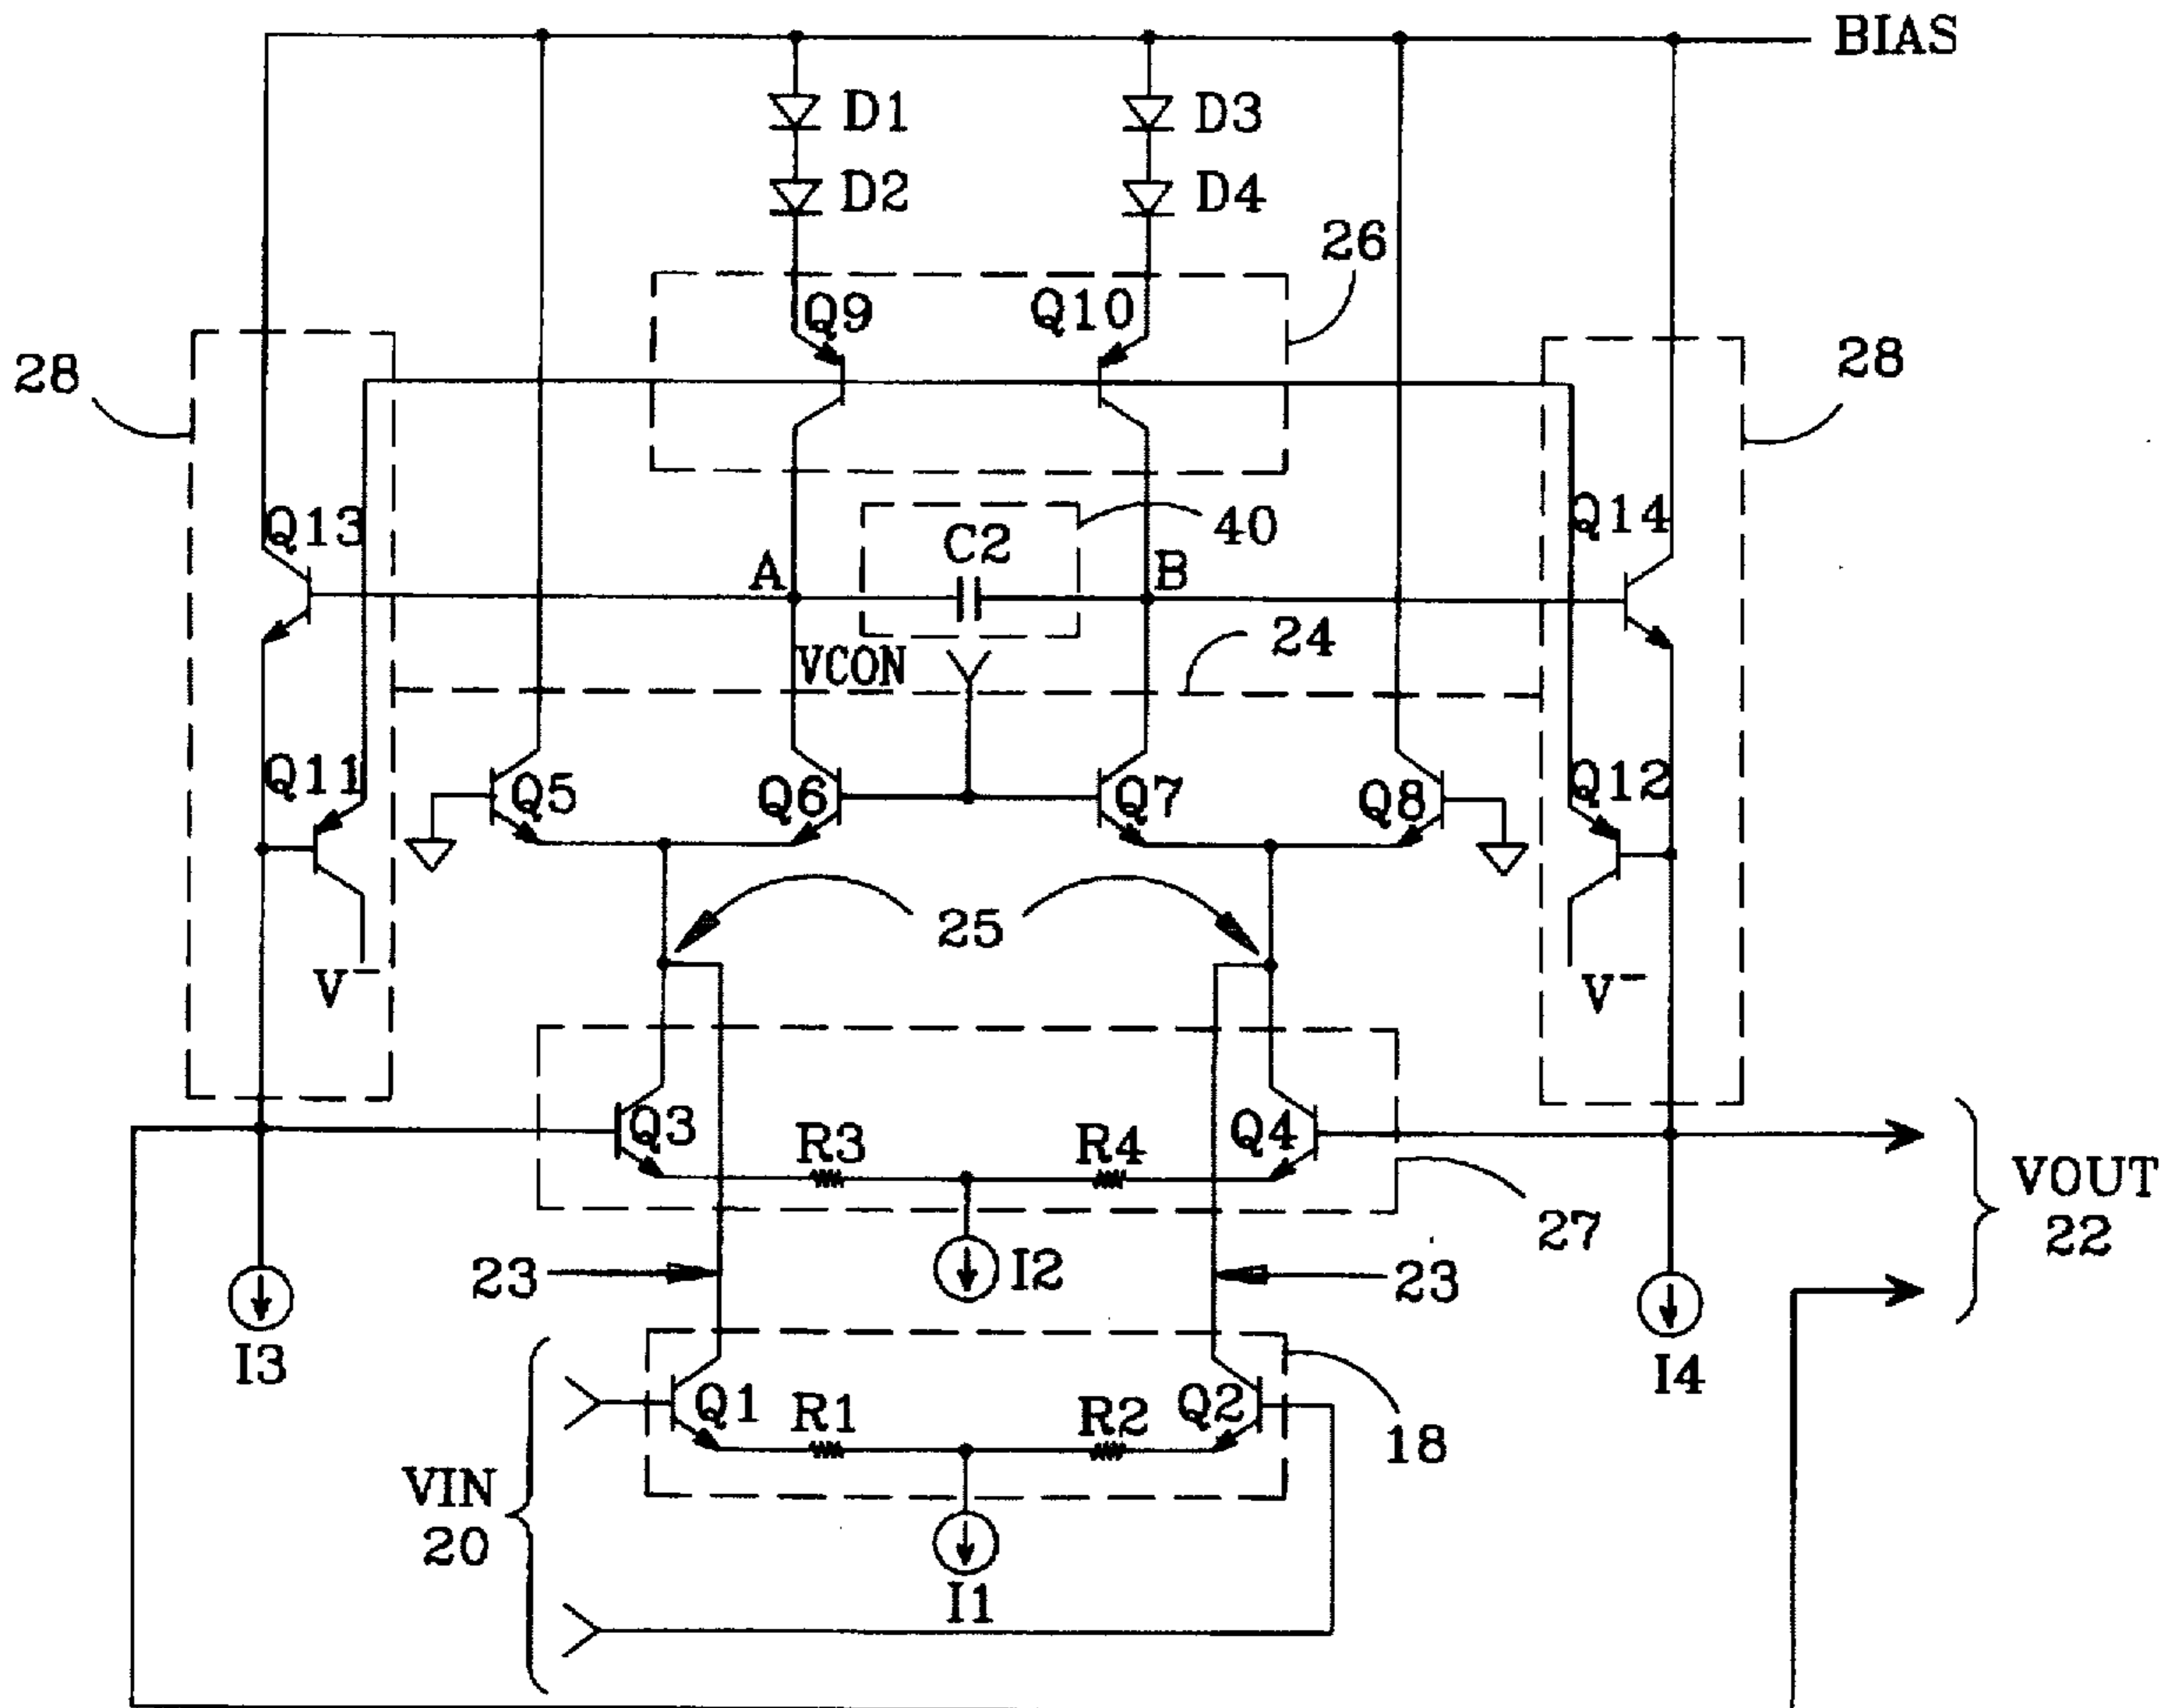 BIAS
D1
D3
D2
D4
26
Q9
Q10
28
28
Q13
Q14
40
C2
A
B
24
VCON
Q11
Q5
Q6
Q7
Q8
Q12
25
V⁻
V⁻
Q3
R3
R4
Q4
VOUT
22
27
23
I2
23
I3
I4
Q1
R1
R2
Q2
18
VIN
20
I1